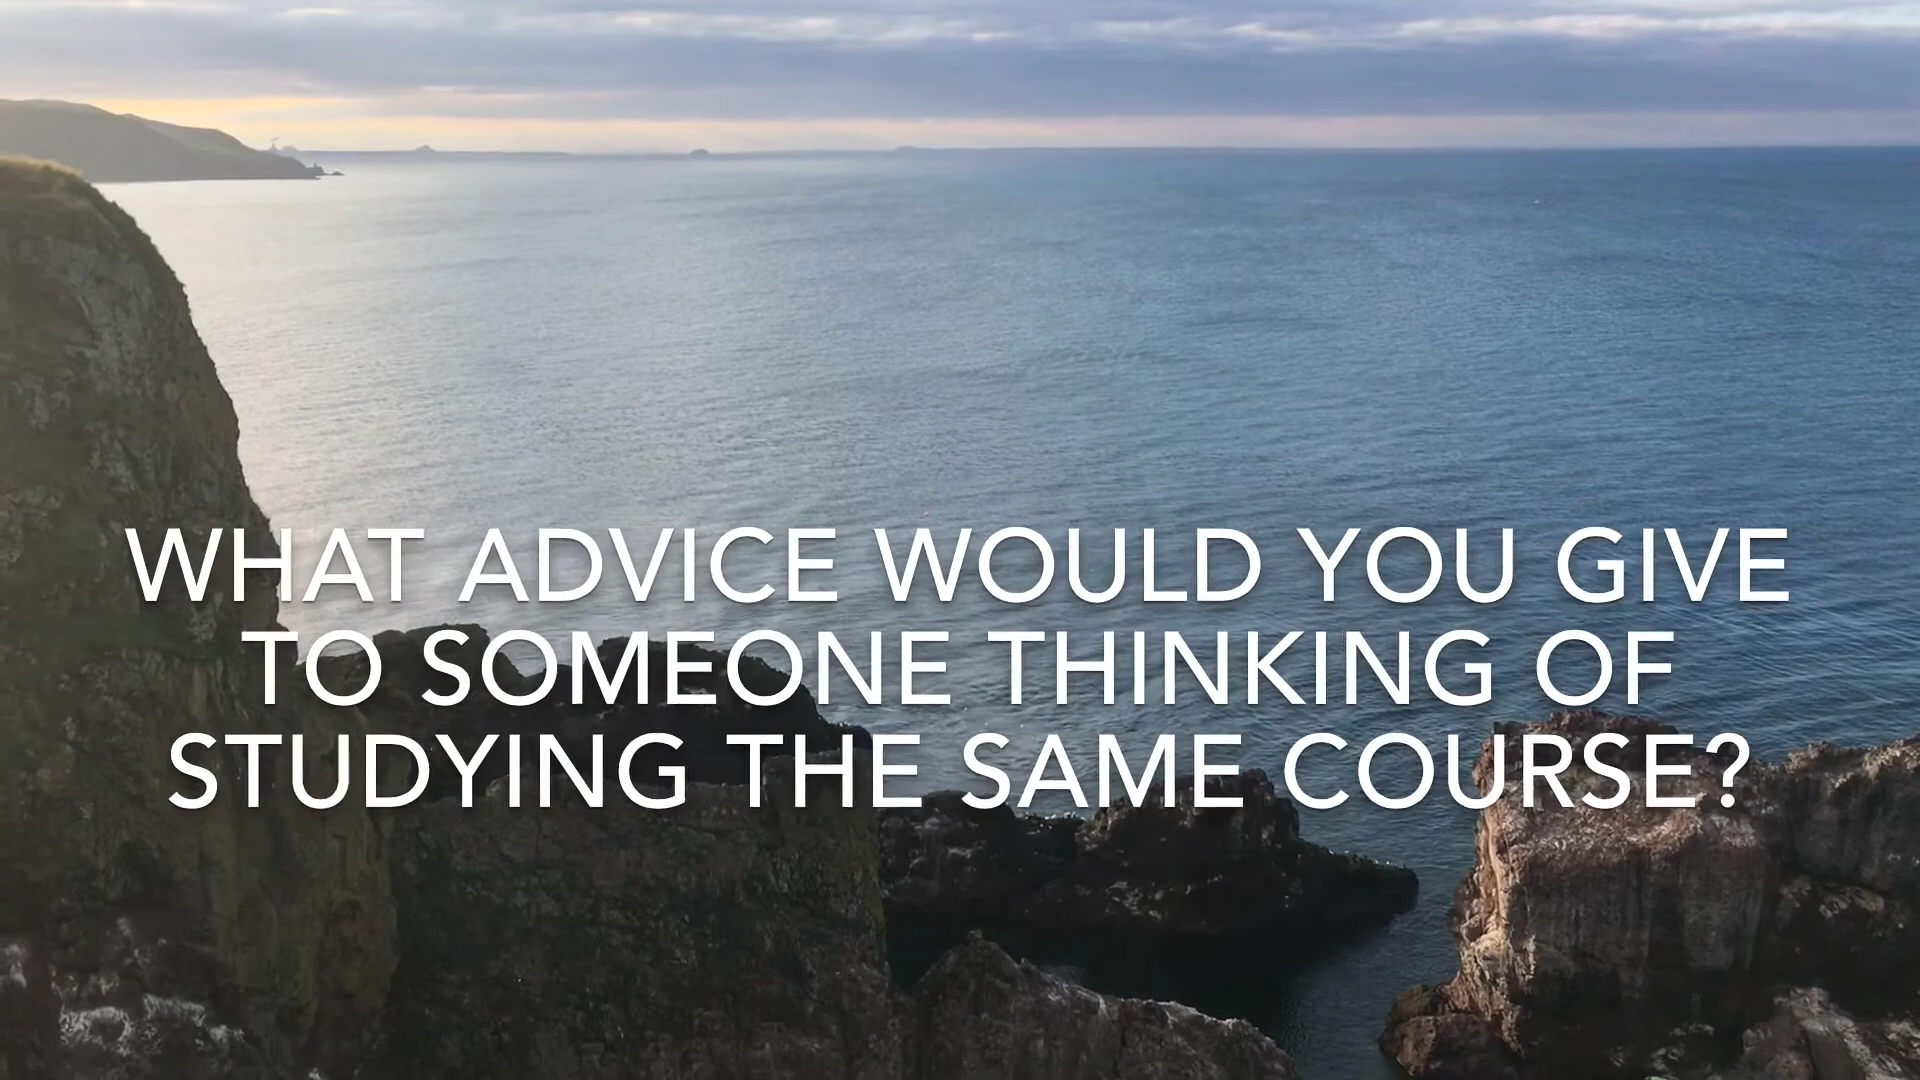 WHAT ADVICE WOULD YOU GIVE
TO SOMEONE THINKING OF
STUDYING THE SAME COURSE?